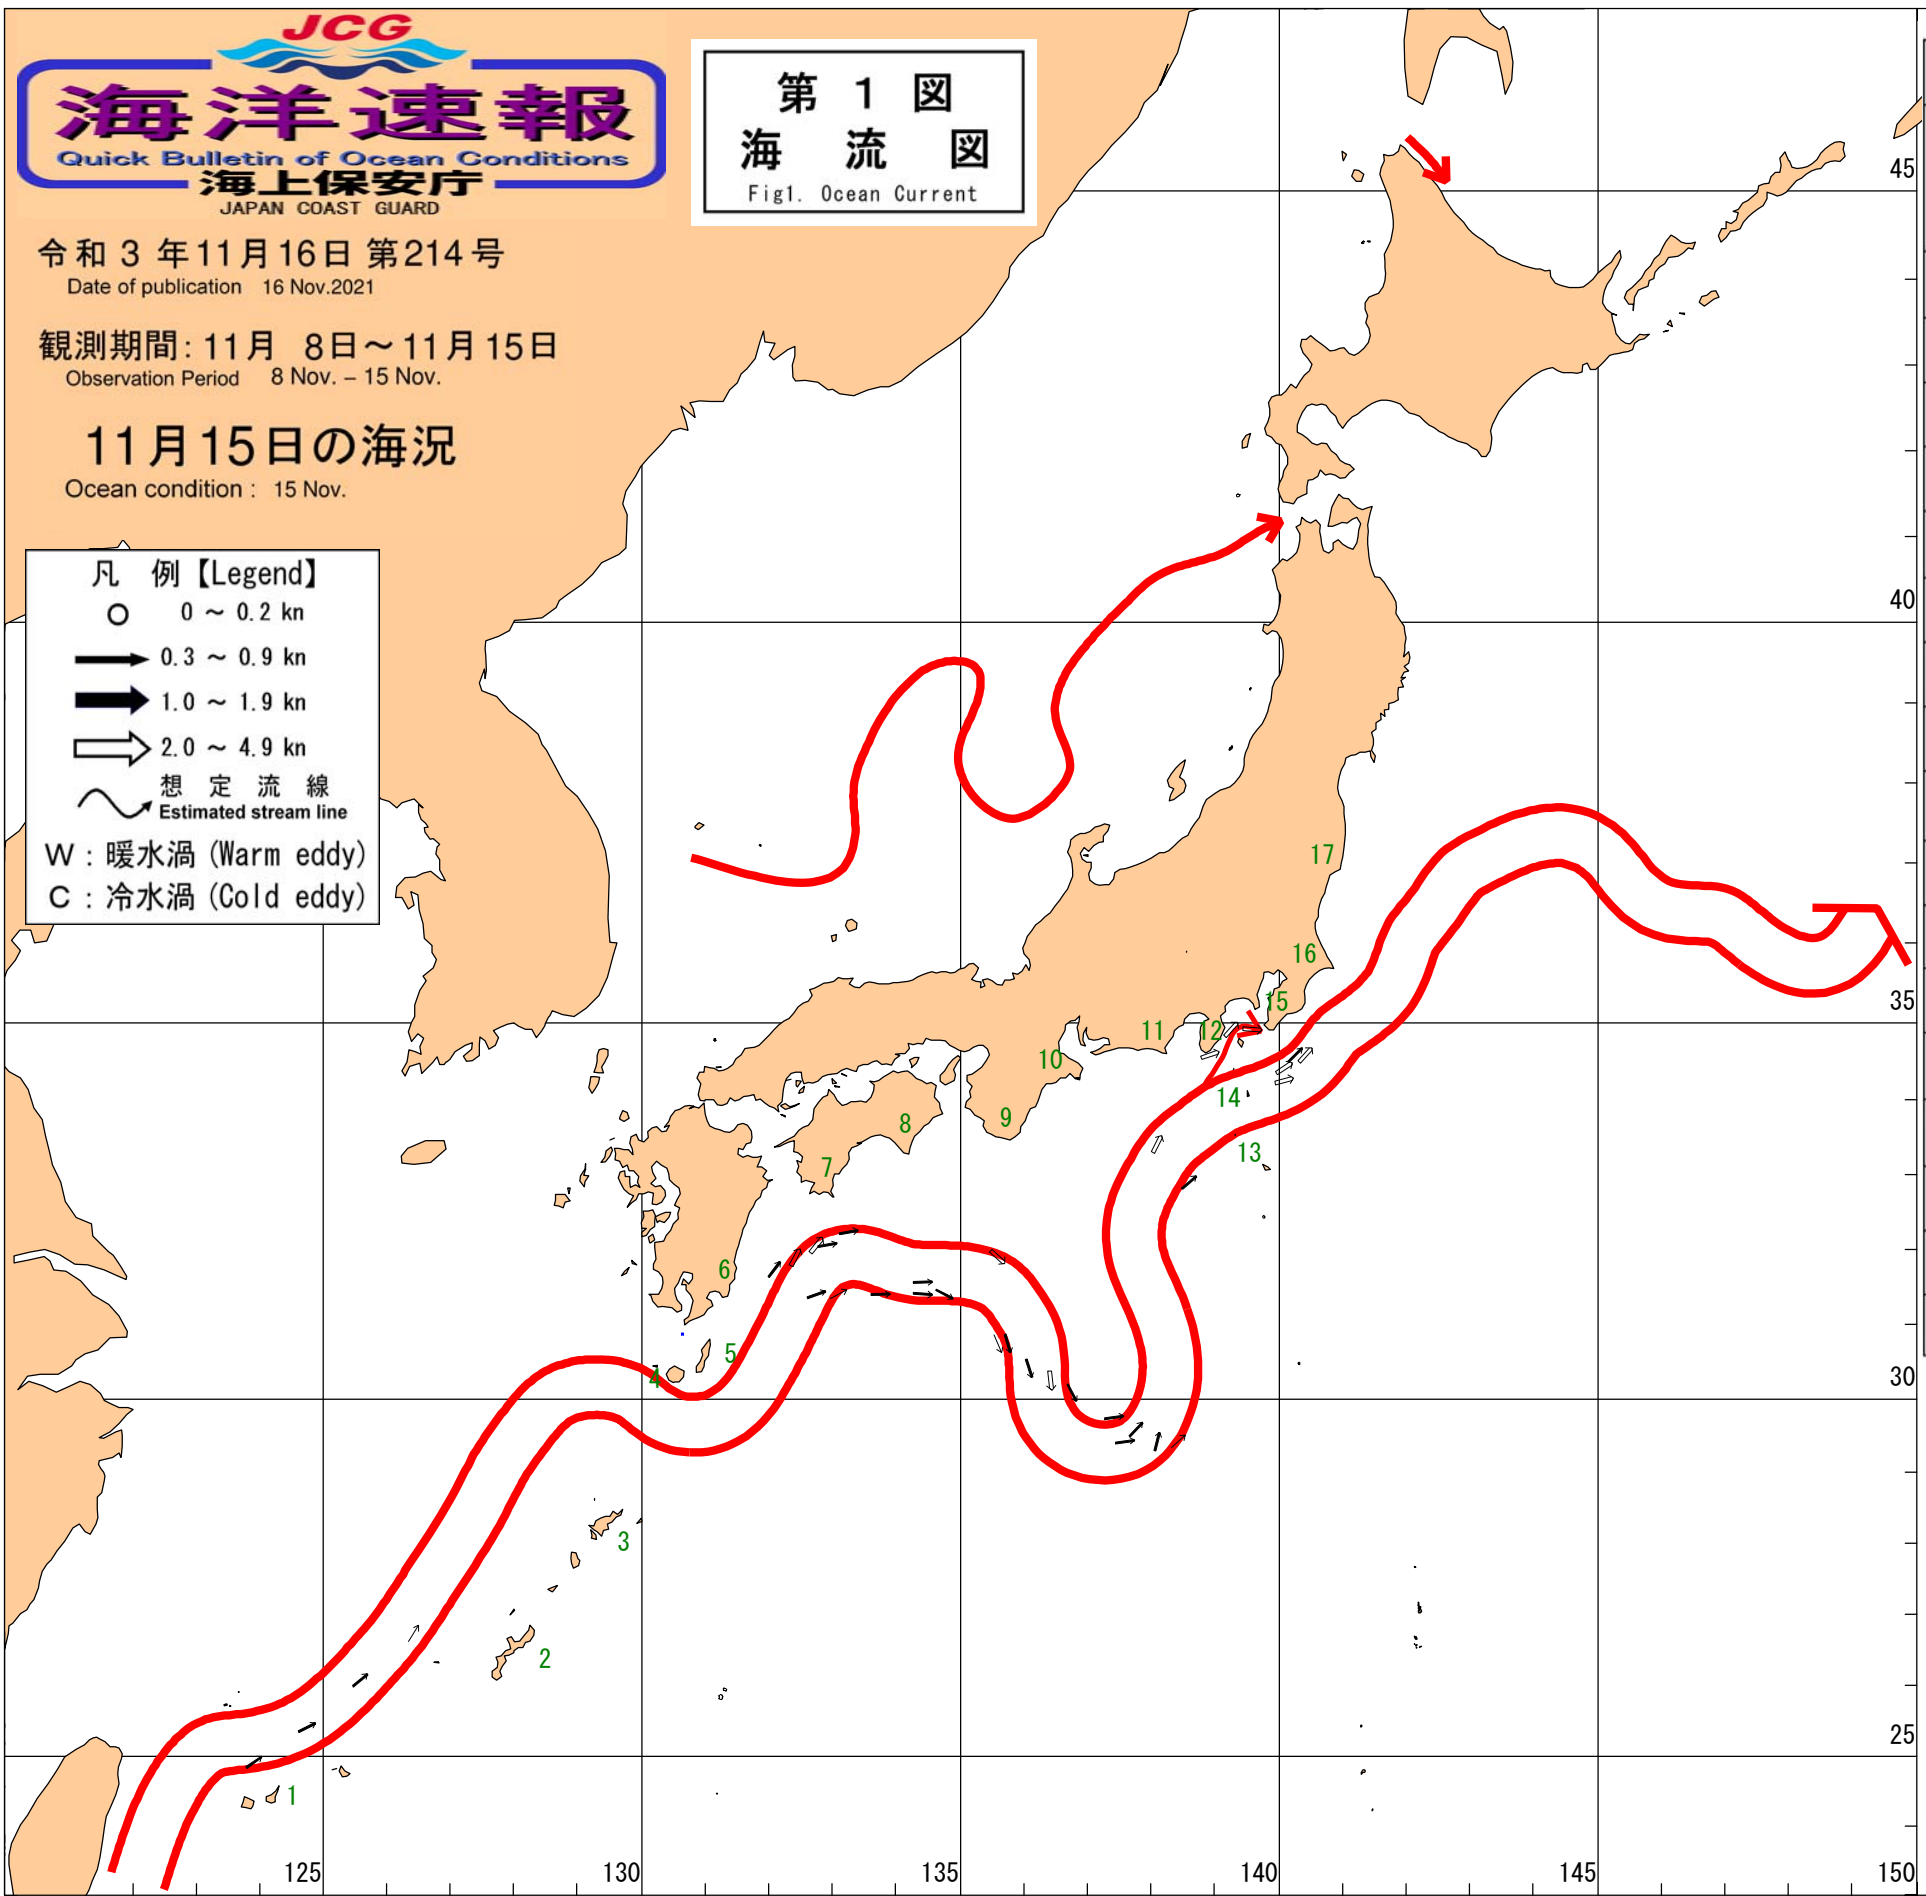 JCG
海洋速報
Quick Bulletin of Ocean Conditions
海上保安庁
JAPAN COAST GUARD
第 1 図
海 流 図
Fig1. Ocean Current
令和 3 年11月16日 第214号
Date of publication 16 Nov.2021
観測期間: 11月 8日～11月15日
Observation Period 8 Nov. – 15 Nov.
11月15日の海況
Ocean condition : 15 Nov.
凡 例【Legend】
0 ～ 0.2 kn
0.3 ～ 0.9 kn
1.0 ～ 1.9 kn
2.0 ～ 4.9 kn
想 定 流 線
Estimated stream line
W : 暖水渦 (Warm eddy)
C : 冷水渦 (Cold eddy)
45
40
17
16
35
15
12
11
10
14
9
8
13
7
6
5
4
30
3
2
25
1
125
130
135
140
145
150